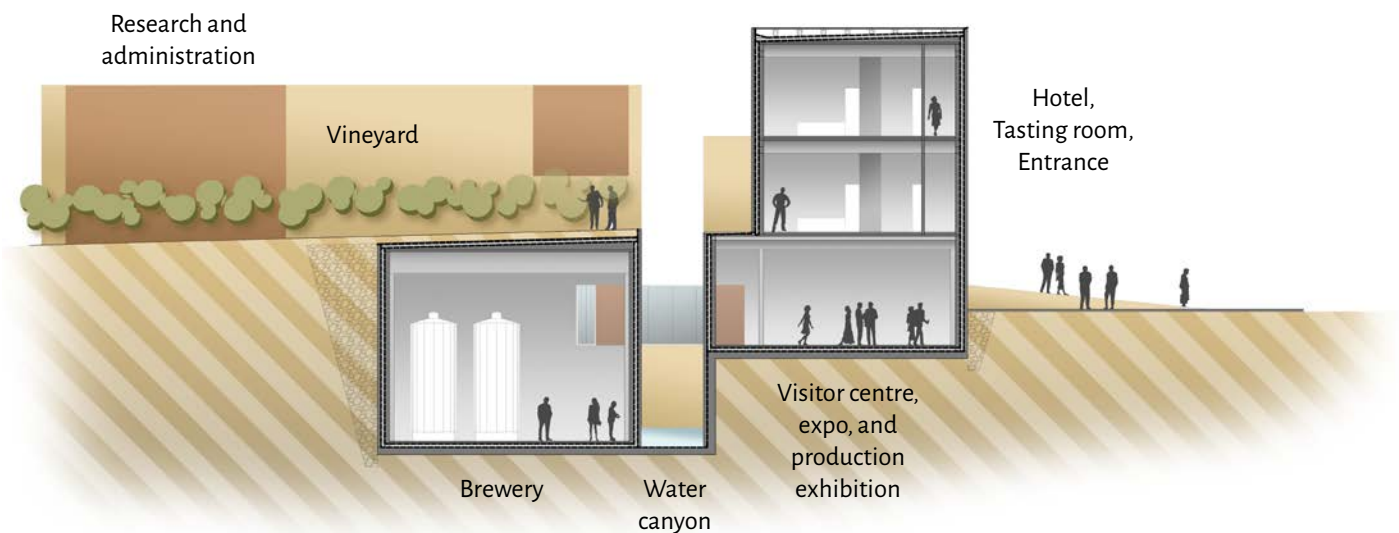 Research and
administration
Vineyard
Hotel,
Tasting room,
Entrance
Brewery
Water
canyon
Visitor centre,
expo, and
production
exhibition